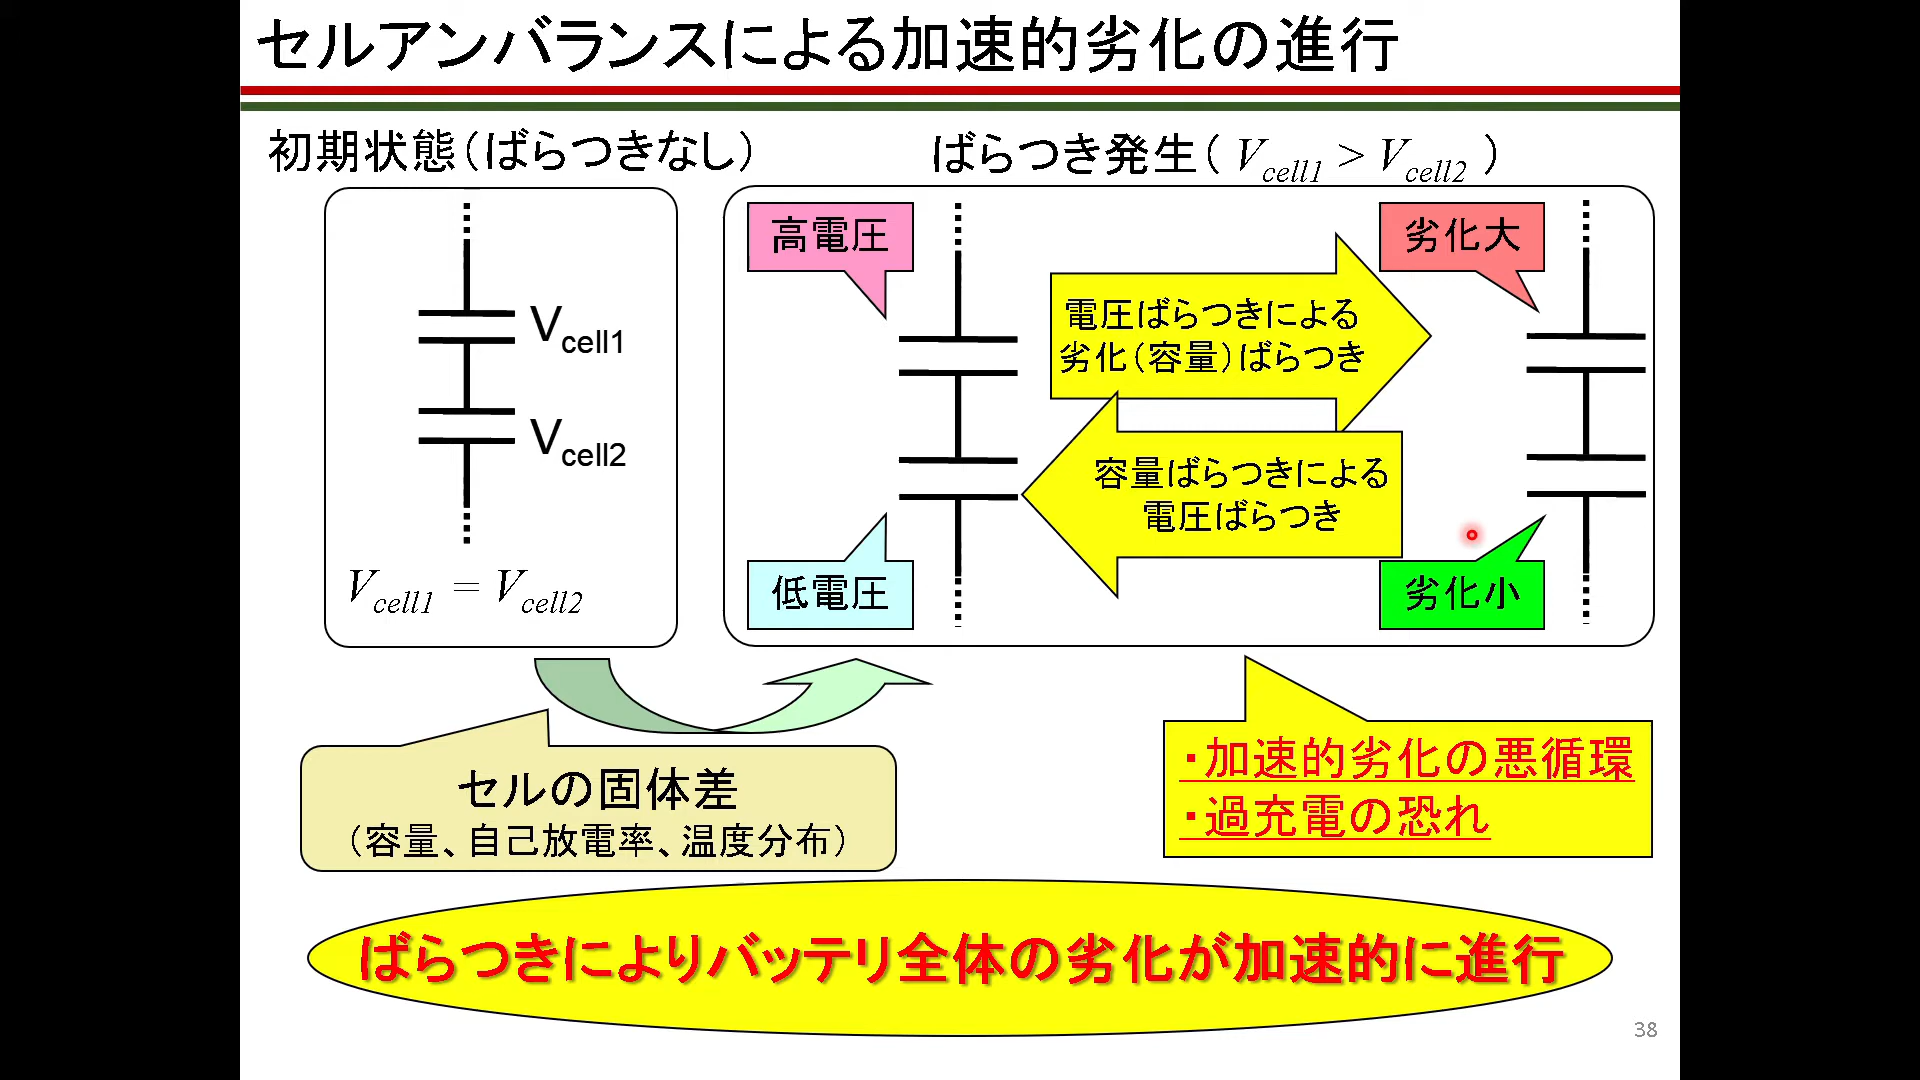 セルアンバランスによる加速的劣化の進行
初期状態（ばらつきなし）
ばらつき発生（ Vcell1 > Vcell2 ）
Vcell1
Vcell2
Vcell1 = Vcell2
高電圧
低電圧
電圧ばらつきによる
劣化（容量）ばらつき
容量ばらつきによる
電圧ばらつき
劣化大
劣化小
セルの固体差
（容量、自己放電率、温度分布）
・加速的劣化の悪循環
・過充電の恐れ
ばらつきによりバッテリ全体の劣化が加速的に進行
38